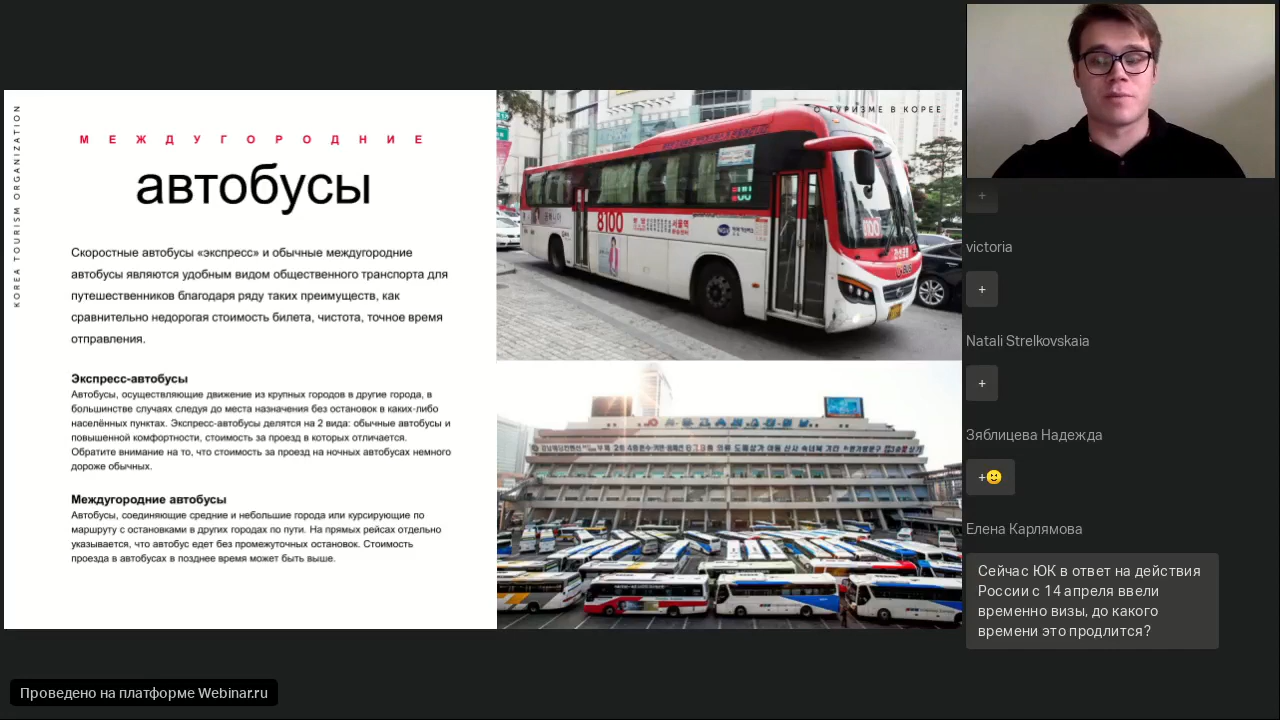 KOREA TOURISM ORGANIZATION
МЕЖДУГОРОДНИЕ
автобусы
Скоростные автобусы «экспресс» и обычные междугородние
автобусы являются удобным видом общественного транспорта для
путешественников благодаря ряду таких преимуществ, как
сравнительно недорогая стоимость билета, чистота, точное время
отправления.
Экспресс-автобусы
Автобусы, осуществляющие движение из крупных городов в другие города, в
большинстве случаях следуя до места назначения без остановок в каких-либо
населённых пунктах. Экспресс-автобусы делятся на 2 вида: обычные автобусы и
повышенной комфортности, стоимость за проезд в которых отличается.
Обратите внимание на то, что стоимость за проезд на ночных автобусах немного
дороже обычных.
Междугородние автобусы
Автобусы, соединяющие средние и небольшие города или курсирующие по
маршруту с остановками в других городах по пути. На прямых рейсах отдельно
указывается, что автобус едет без промежуточных остановок. Стоимость
проезда в автобусах в позднее время может быть выше.
О ТУРИЗМЕ В КОРЕЕ
8100
서울역
+
victoria
+
Natali Strelkovskaia
+
Зяблицева Надежда
+😉
Елена Карлямова
Сейчас ЮК в ответ на действия
России с 14 апреля ввели
временно визы, до какого
времени это продлится?
Проведено на платформе Webinar.ru